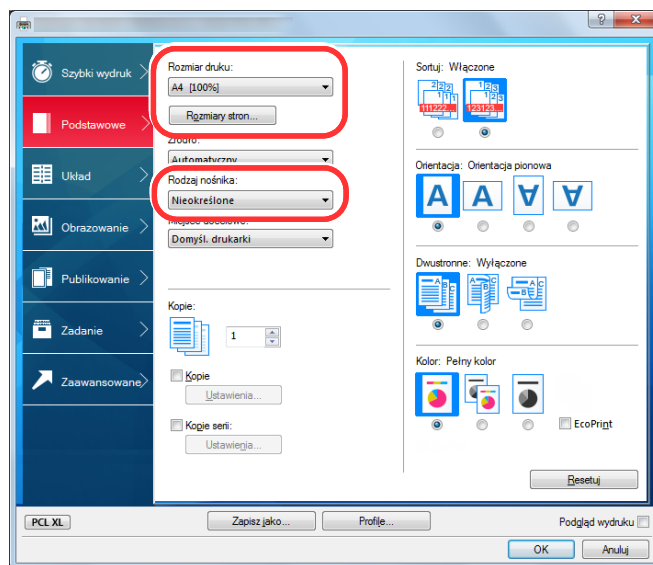 Szybki wydruk
Podstawowe
Układ
Obrazowanie
Publikowanie
Zadanie
Zaawansowane
Rozmiar druku:
A4 [100%]
Rozmiary stron...
Źródło:
Automatyczny
Rodzaj nośnika:
Nieokreślone
Miejsce docelowe:
Domyśl. drukarki
Kopie:
1
Kopie
Ustawienia...
Kopie serii:
Ustawienia...
Sortuj: Włączone
111222...
123123...
Orientacja: Orientacja pionowa
A A A A
Dwustronne: Wyłączone
Kolor: Pełny kolor
EcoPrint
Resetuj
PCL XL
Zapisz jako...
Profile...
Podgląd wydruku
OK
Anuluj